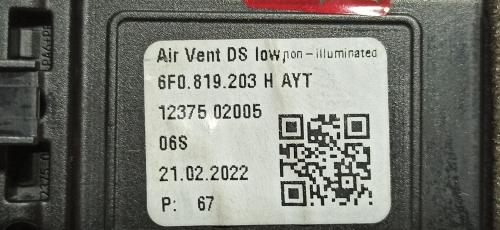 Air Vent DS low,non-illuminated
6F0.819.203 H AYT
12375 02005
06S
21.02.2022
P: 67